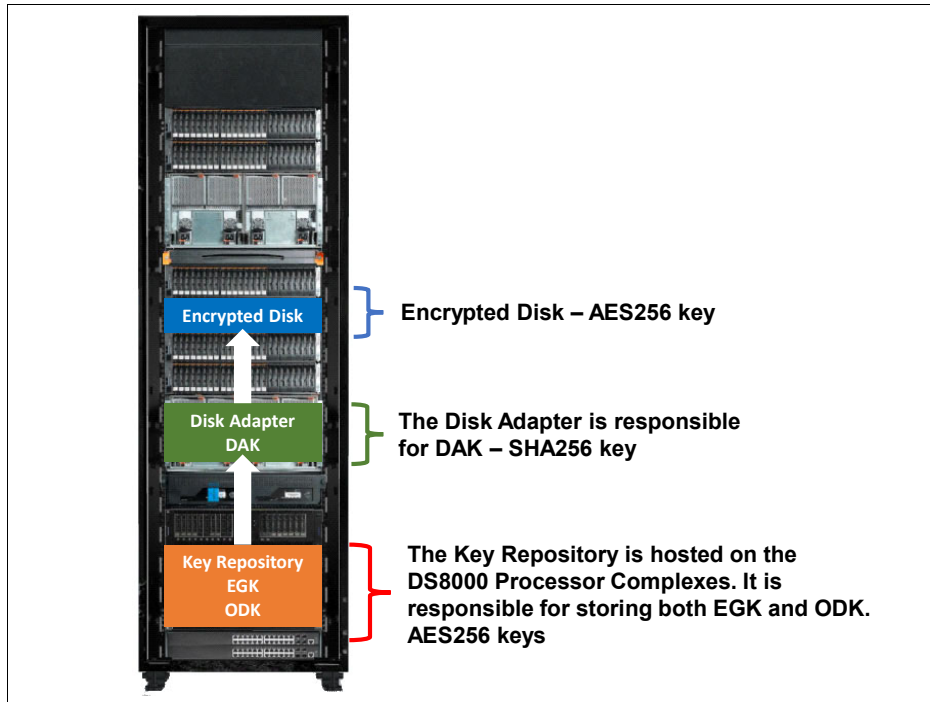 Encrypted Disk
Encrypted Disk – AES256 key
Disk Adapter
DAK
The Disk Adapter is responsible
for DAK – SHA256 key
Key Repository
EGK
ODK
The Key Repository is hosted on the
DS8000 Processor Complexes. It is
responsible for storing both EGK and ODK.
AES256 keys